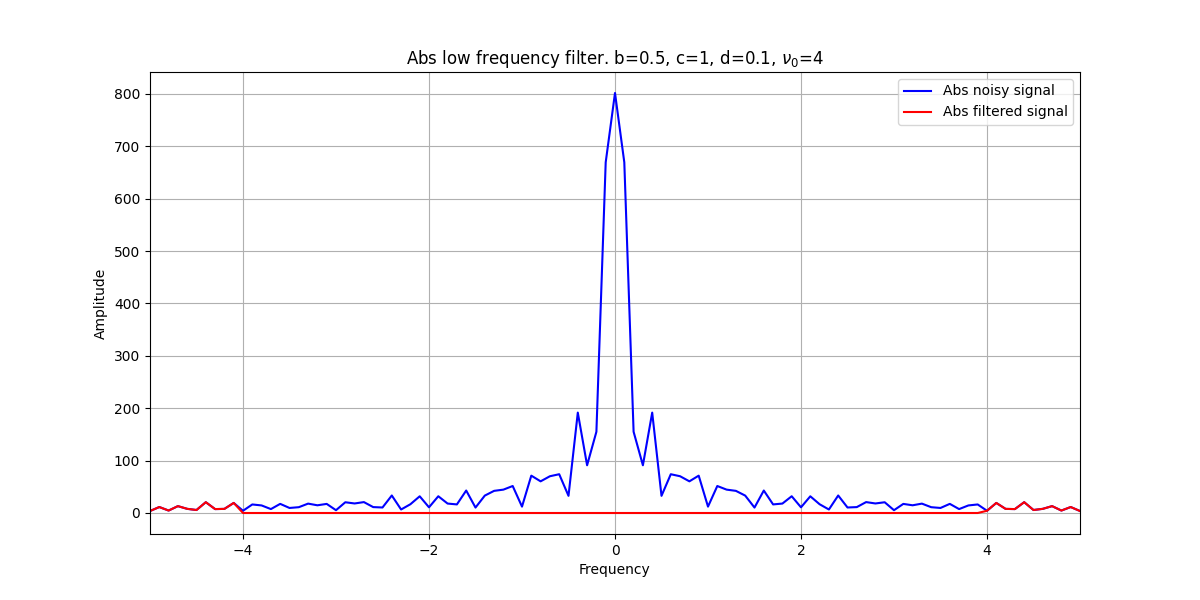 Abs low frequency filter. b=0.5, c=1, d=0.1, ν₀=4
Abs noisy signal
Abs filtered signal
800
700
600
500
400
300
200
100
0
Amplitude
−4
−2
0
2
4
Frequency